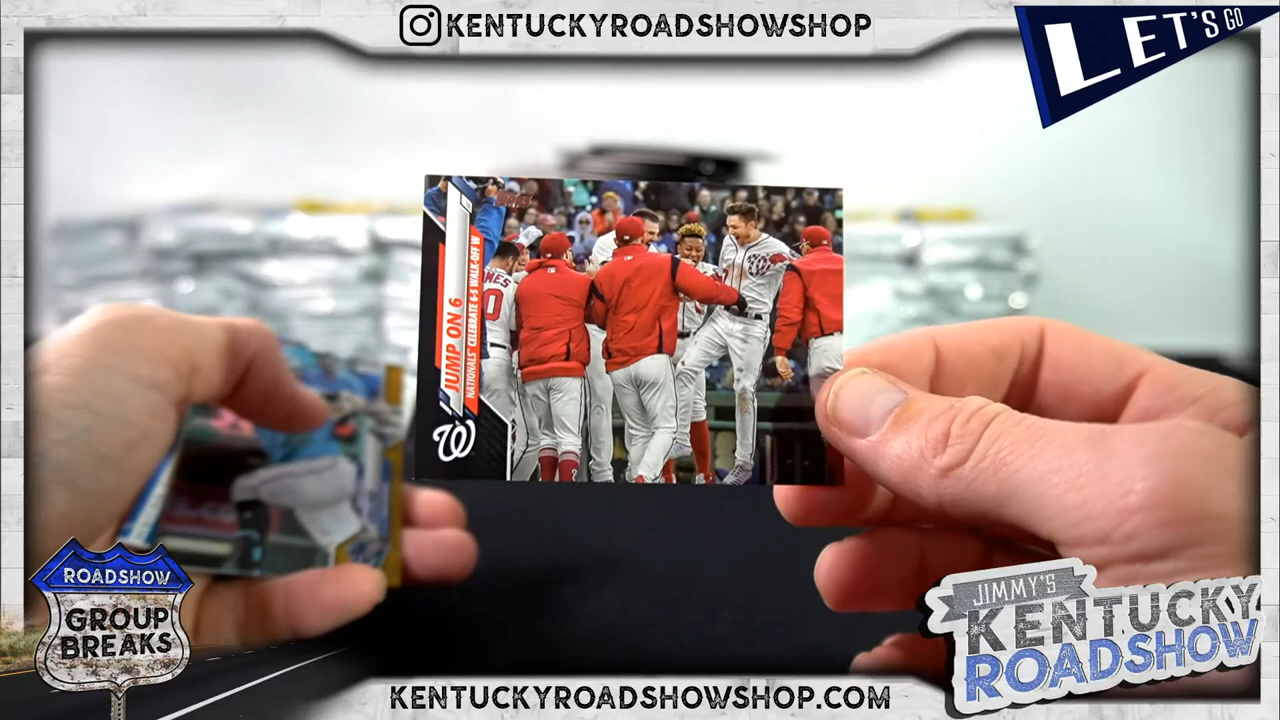 KENTUCKYROADSHOWSHOP
LET'S GO
JUMP ON 6
NATIONALS CELEBRATE 6-5 WALK-OFF W
W
0
ROADSHOW
GROUP
BREAKS
JIMMY'S
KENTUCKY
ROADSHOW
KENTUCKYROADSHOWSHOP.COM